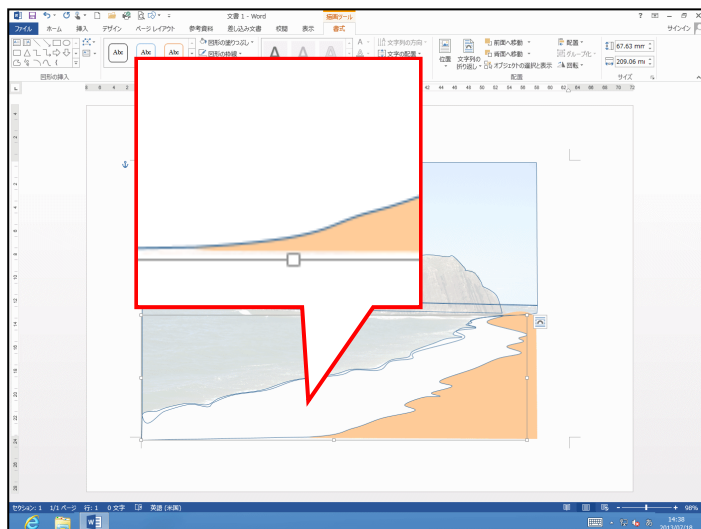 文書 1 - Word
描画ツール
ファイル ホーム 挿入 デザイン ページ レイアウト 参考資料 差し込み文書 校閲 表示 書式
サインイン
図形の塗りつぶし
図形の枠線
Abc Abc Abc
A A A
文字列の方向
文字の配置
位置 文字列の折り返し
前面へ移動
背面へ移動
オブジェクトの選択と表示
配置
グループ化
回転
67.63 mm
209.06 mm
図形の挿入
配置
サイズ
セクション: 1 1/1 ページ 行: 1 0 文字 英語 (米国)
96%
14:38
2013/07/18